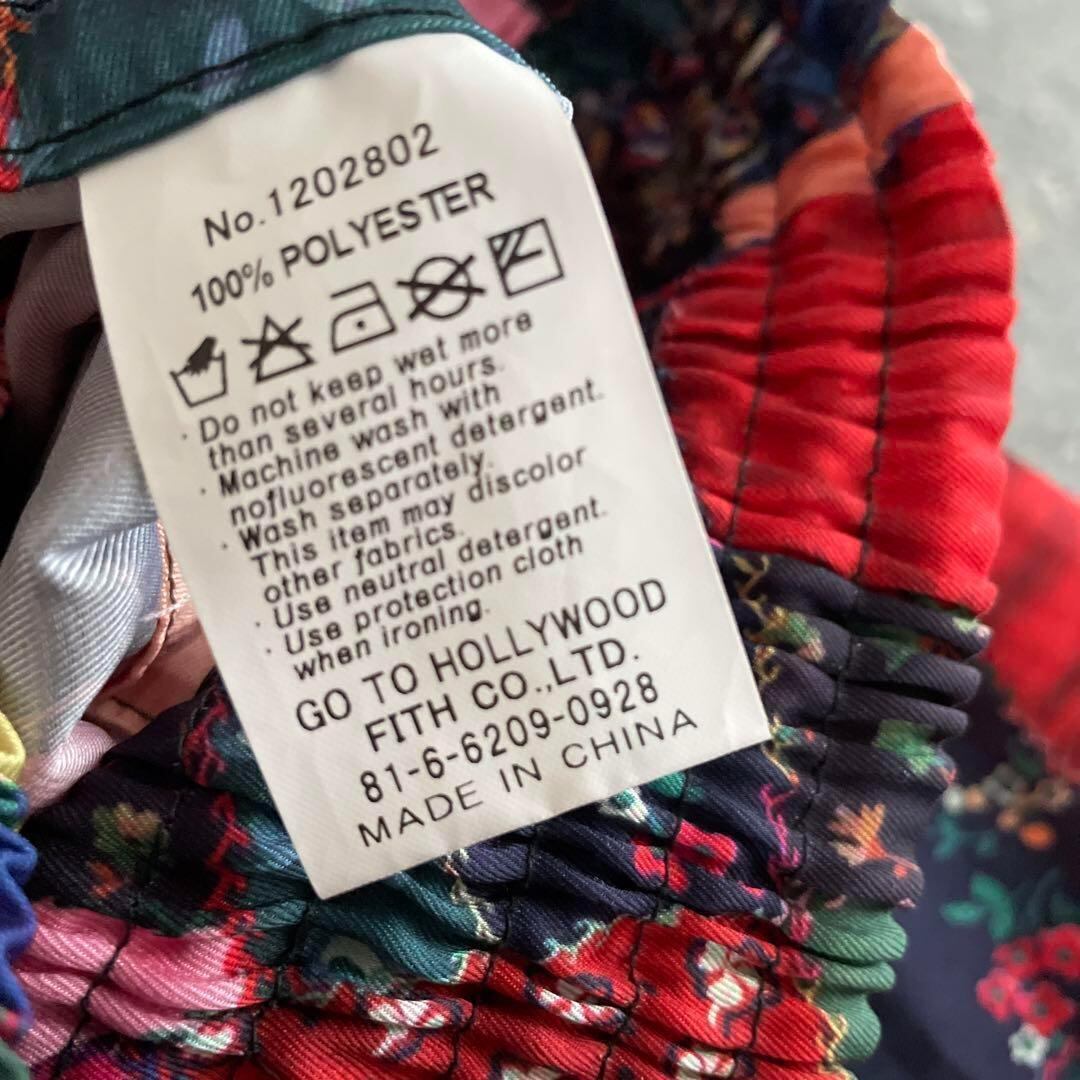 No.1202802
100% POLYESTER
· Do not keep wet more
than several hours.
· Machine wash with
nofluorescent detergent.
· Wash separately.
This item may discolor
other fabrics.
· Use neutral detergent.
· Use protection cloth
when ironing.
GO TO HOLLYWOOD
FITH CO.,LTD.
81-6-6209-0928
MADE IN CHINA